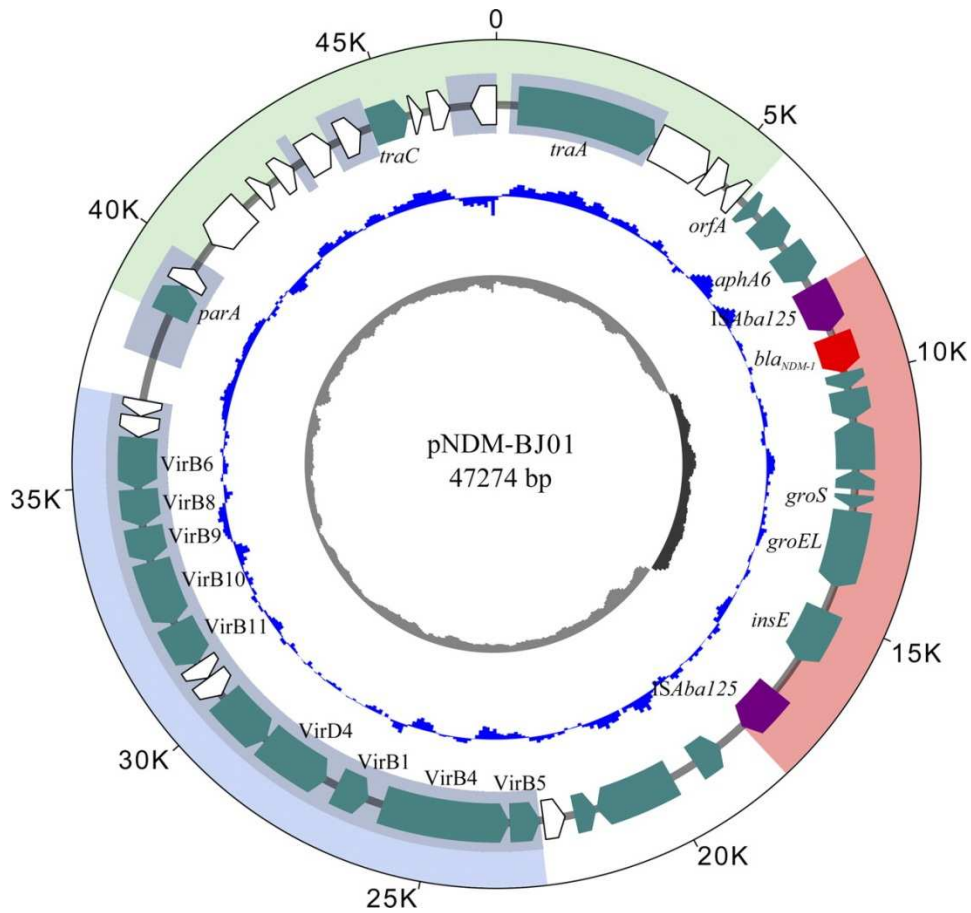 0
45K
5K
traC
traA
40K
orfA
aphA6
parA
ISAba125
bla NDM-1
10K
pNDM-BJ01
47274 bp
VirB6
35K
VirB8
groS
VirB9
groEL
VirB10
VirB11
insE
15K
ISAba125
VirD4
30K
VirB1
VirB4
VirB5
20K
25K